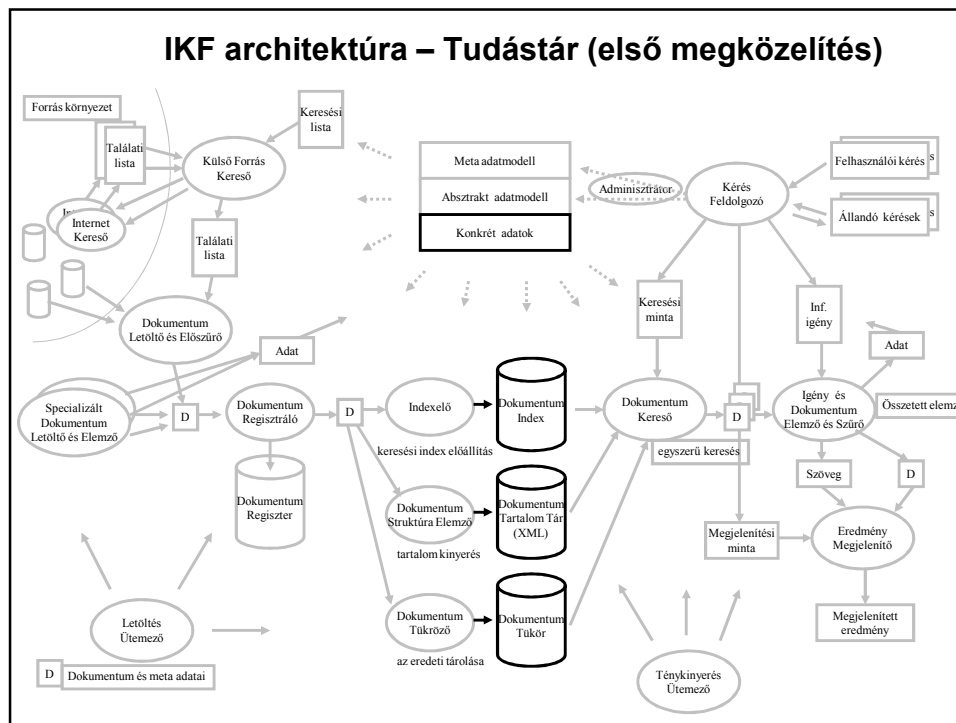 IKF architektúra – Tudástár (első megközelítés)
Forrás környezet
Találati
lista
Keresési
lista
Külső Forrás
Kereső
Internet
Kereső
Találati
lista
Meta adatmodell
Absztrakt adatmodell
Konkrét adatok
Adminisztrátor
Kérés
Feldolgozó
Felhasználói kérés
s
Állandó kérések
s
Keresési
minta
Inf.
igény
Dokumentum
Letöltő és Előszűrő
Adat
Adat
Specializált
Dokumentum
Letöltő és Elemző
D
Dokumentum
Regisztráló
D
Indexelő
Dokumentum
Index
Dokumentum
Kereső
D
Igény és
Dokumentum
Elemző és Szűrő
Összetett elemz
keresési index előállítás
egyszerű keresés
Dokumentum
Regiszter
Dokumentum
Struktúra Elemző
Dokumentum
Tartalom Tár
(XML)
tartalom kinyerés
Szöveg
D
Megjelenítési
minta
Eredmény
Megjelenítő
Letöltés
Ütemező
Dokumentum
Tükröző
Dokumentum
Tükör
az eredeti tárolása
Megjelenített
eredmény
Ténykinyerés
Ütemező
D
Dokumentum és meta adatai